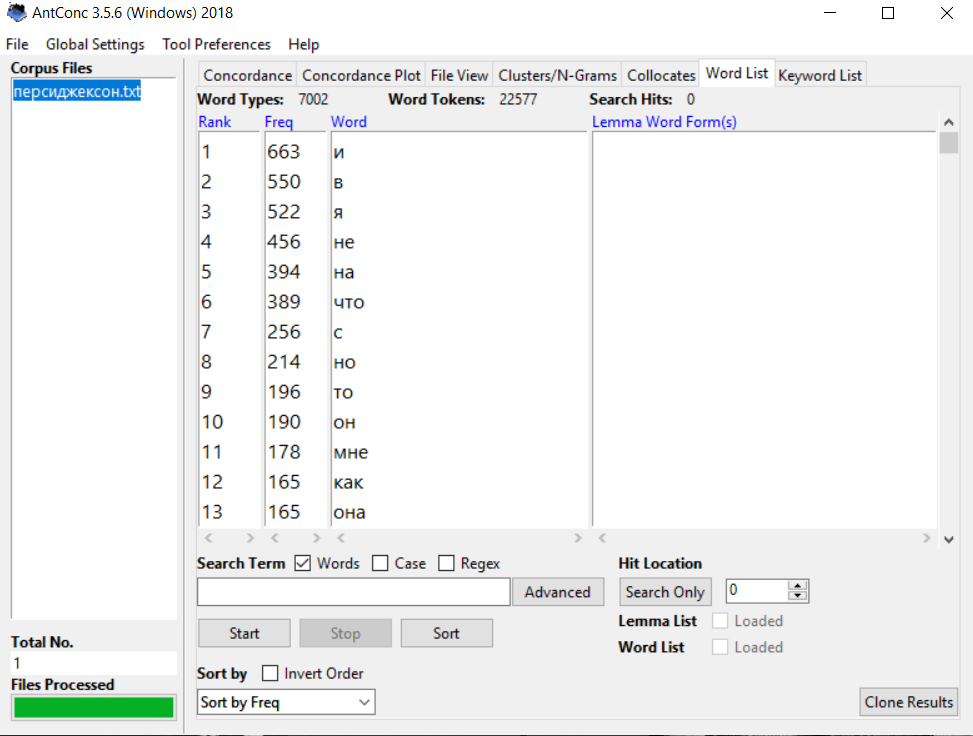 AntConc 3.5.6 (Windows) 2018
File Global Settings Tool Preferences Help
Corpus Files
персиджексон.txt
Concordance Concordance Plot File View Clusters/N-Grams Collocates Word List Keyword List
Word Types: 7002 Word Tokens: 22577 Search Hits: 0
Rank Freq Word Lemma Word Form(s)
1 663 и
2 550 в
3 522 я
4 456 не
5 394 на
6 389 что
7 256 с
8 214 но
9 196 то
10 190 он
11 178 мне
12 165 как
13 165 она
Search Term Words Case Regex Hit Location
Advanced Search Only 0
Start Stop Sort Lemma List Loaded
Word List Loaded
Total No.
1
Files Processed
Sort by Invert Order
Sort by Freq Clone Results